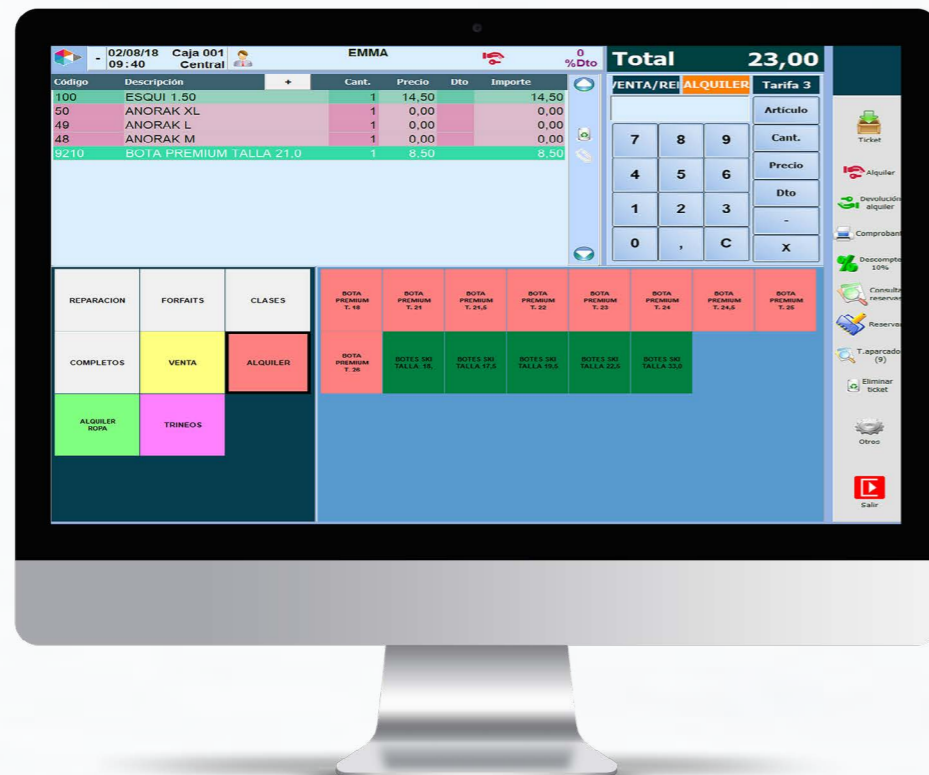 02/08/18 Caja 001 EMMA 0
- 09:40 Central %Dto
Total 23,00
Código Descripción + Cant. Precio Dto Importe
100 ESQUI 1.50 1 14,50 14,50
50 ANORAK XL 1 0,00 0,00
49 ANORAK L 1 0,00 0,00
48 ANORAK M 1 0,00 0,00
9210 BOTA PREMIUM TALLA 21,0 1 8,50 8,50
VENTA/REI ALQUILER Tarifa 3
Artículo
7 8 9 Cant.
4 5 6 Precio
Dto
1 2 3 -
0 , C X
Ticket
Alquiler
Devolución
alquiler
Comproban
Descompte
10%
Consulta
reservas
Reservar
T.aparcado
(9)
Eliminar
ticket
Otros
Salir
REPARACION FORFAITS CLASES
COMPLETOS VENTA ALQUILER
ALQUILER
ROPA
TRINEOS
BOTA
PREMIUM
T. 18
BOTA
PREMIUM
T. 21
BOTA
PREMIUM
T. 21,5
BOTA
PREMIUM
T. 22
BOTA
PREMIUM
T. 23
BOTA
PREMIUM
T. 24
BOTA
PREMIUM
T. 24,5
BOTA
PREMIUM
T. 25
BOTA
PREMIUM
T. 26
BOTES SKI
TALLA 18,
BOTES SKI
TALLA 17,5
BOTES SKI
TALLA 19,5
BOTES SKI
TALLA 22,5
BOTES SKI
TALLA 23,5